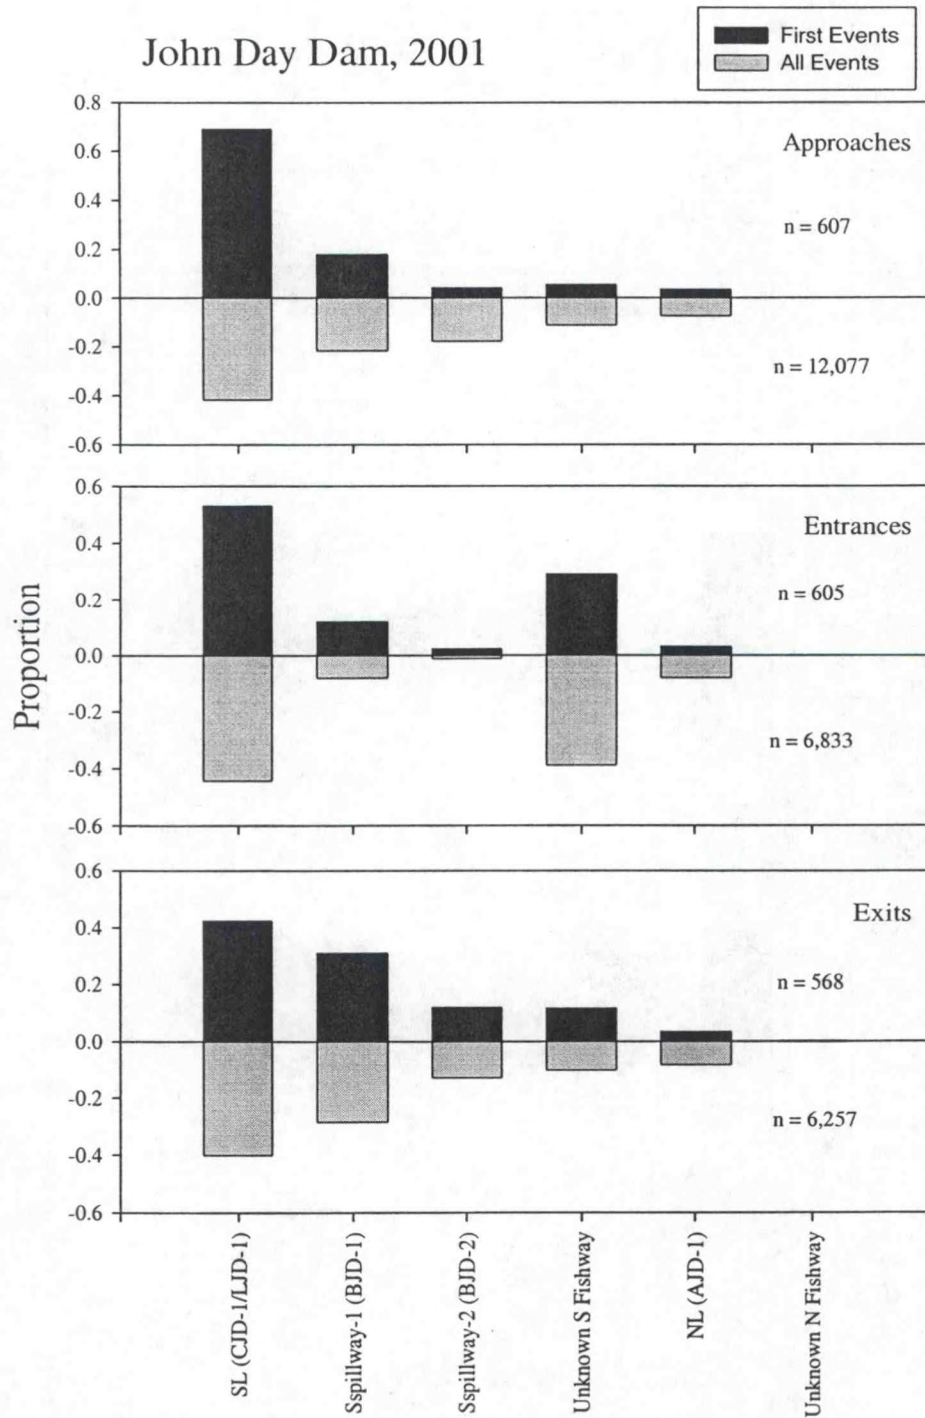 John Day Dam, 2001
First Events
All Events
0.8
0.6
0.4
0.2
0.0
-0.2
-0.4
-0.6
Approaches
n = 607
n = 12,077
Proportion
0.6
0.4
0.2
0.0
-0.2
-0.4
-0.6
Entrances
n = 605
n = 6,833
0.6
0.4
0.2
0.0
-0.2
-0.4
-0.6
Exits
n = 568
n = 6,257
SL (CJD-1/LJD-1)
Sspillway-1 (BJD-1)
Sspillway-2 (BJD-2)
Unknown S Fishway
NL (AJD-1)
Unknown N Fishway